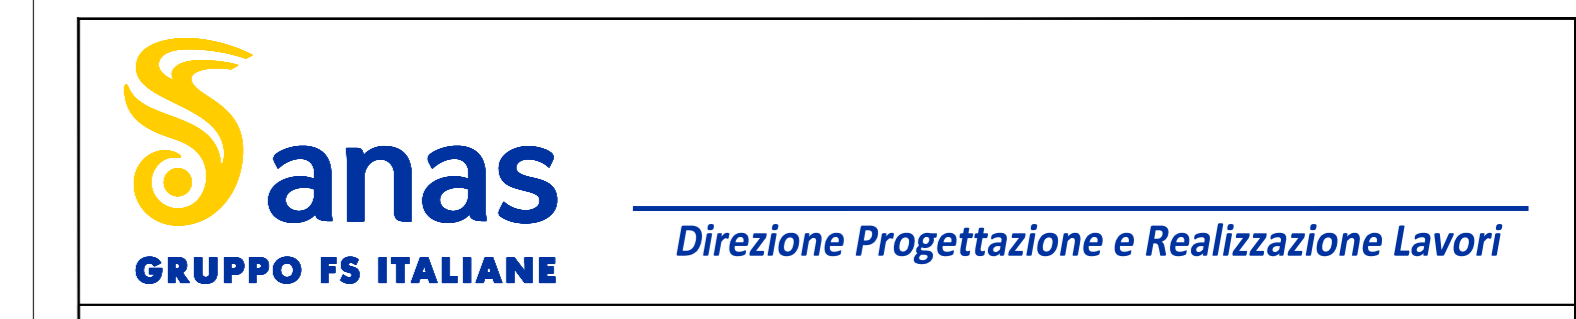 anas
GRUPPO FS ITALIANE
Direzione Progettazione e Realizzazione Lavori